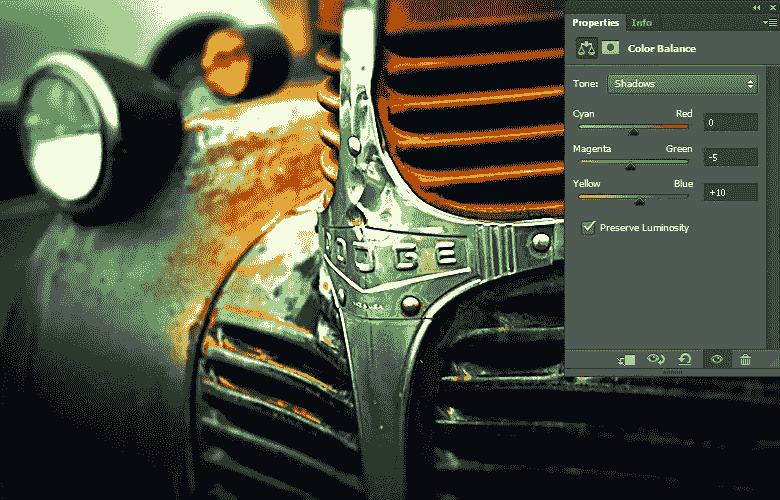 Properties
Info
Color Balance
Tone: Shadows
Cyan Red 0
Magenta Green -5
Yellow Blue +10
Preserve Luminosity
DODGE